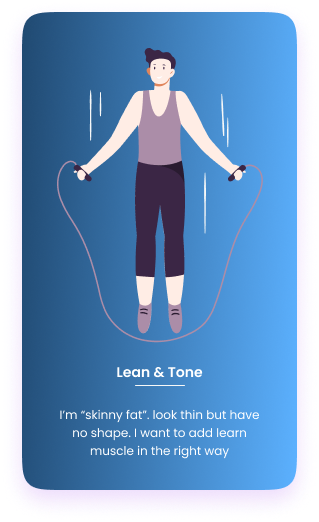 Lean & Tone
I'm “skinny fat”. look thin but have
no shape. I want to add learn
muscle in the right way